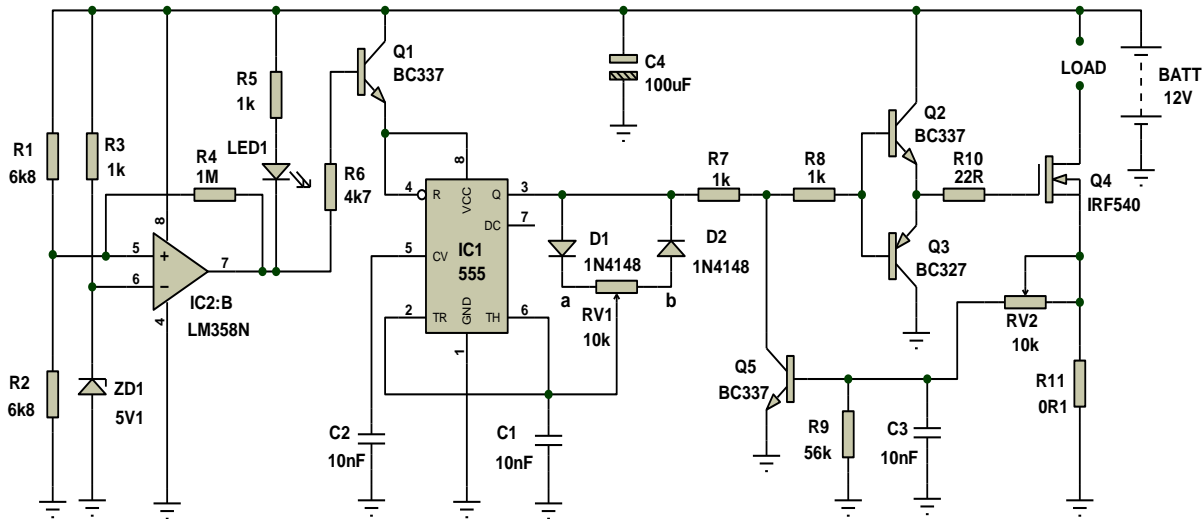 Q1
BC337
C4
100uF
LOAD
BATT
12V
R5
1k
R1
6k8
R3
1k
R4
1M
LED1
R6
4k7
Q2
BC337
R7
1k
R8
1k
R10
22R
Q4
IRF540
8
4
R
VCC
Q
3
DC
7
5
CV
IC1
555
D1
1N4148
D2
1N4148
Q3
BC327
8
5
+
6
−
7
4
IC2:B
LM358N
a
b
RV1
10k
2
TR
GND
TH
6
1
RV2
10k
R2
6k8
ZD1
5V1
Q5
BC337
R11
0R1
C2
10nF
C1
10nF
R9
56k
C3
10nF